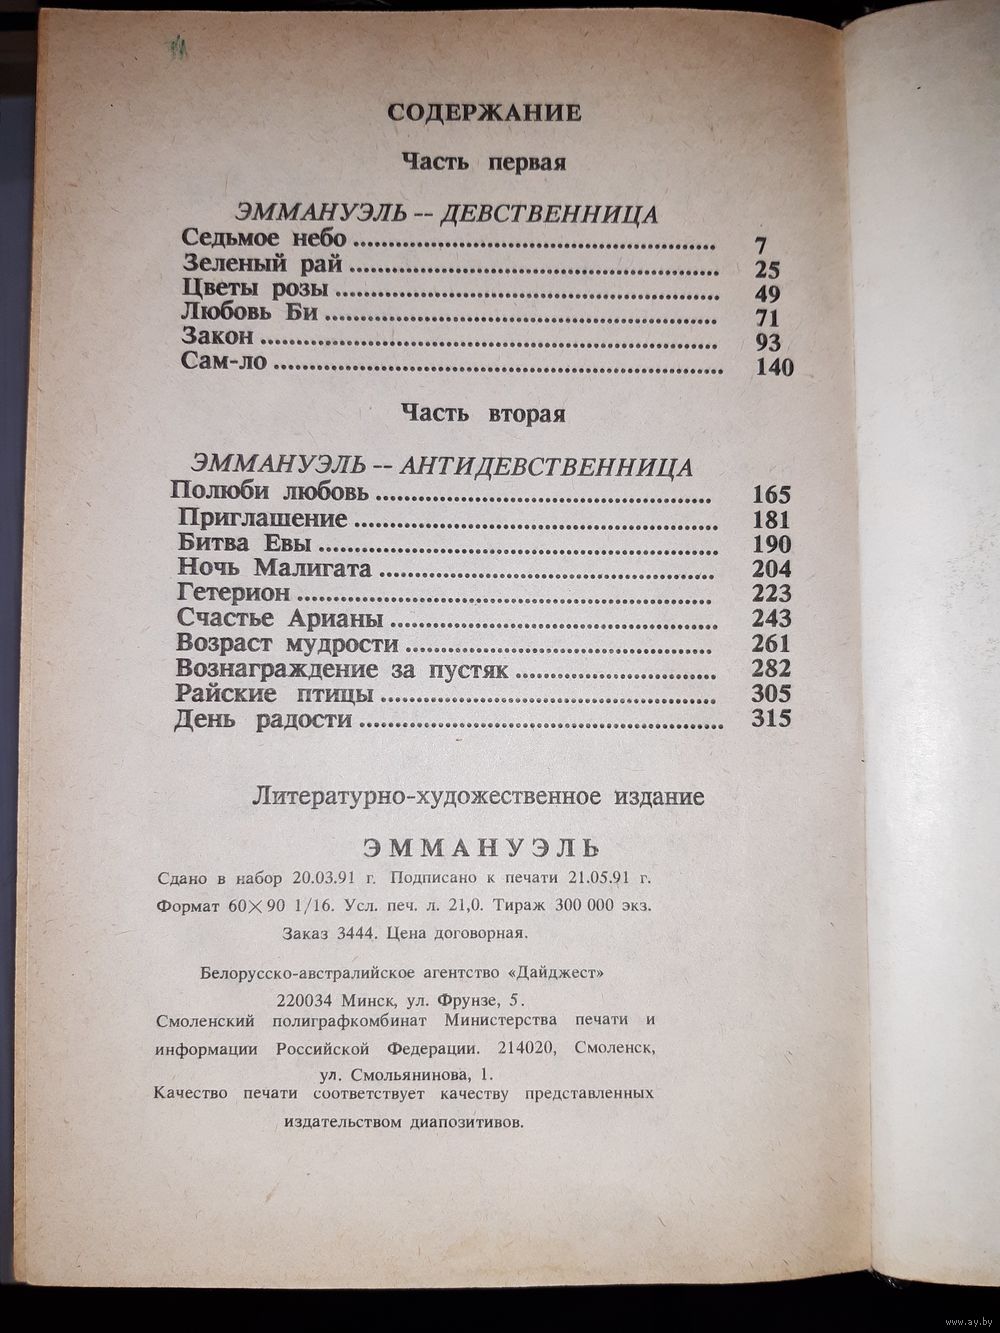 СОДЕРЖАНИЕ
Часть первая
ЭММАНУЭЛЬ -- ДЕВСТВЕННИЦА
Седьмое небо ........ 7
Зеленый рай ........ 25
Цветы розы ........ 49
Любовь Би ........ 71
Закон ........ 93
Сам-ло ........ 140
Часть вторая
ЭММАНУЭЛЬ -- АНТИДЕВСТВЕННИЦА
Полюби любовь ........ 165
Приглашение ........ 181
Битва Евы ........ 190
Ночь Малигата ........ 204
Гетерион ........ 223
Счастье Арианы ........ 243
Возраст мудрости ........ 261
Вознаграждение за пустяк ........ 282
Райские птицы ........ 305
День радости ........ 315
Литературно-художественное издание
ЭММАНУЭЛЬ
Сдано в набор 20.03.91 г. Подписано к печати 21.05.91 г.
Формат 60×90 1/16. Усл. печ. л. 21,0. Тираж 300 000 экз.
Заказ 3444. Цена договорная.
Белорусско-австралийское агентство «Дайджест»
220034 Минск, ул. Фрунзе, 5.
Смоленский полиграфкомбинат Министерства печати и
информации Российской Федерации. 214020, Смоленск,
ул. Смольянинова, 1.
Качество печати соответствует качеству представленных
издательством диапозитивов.
www.ay.by